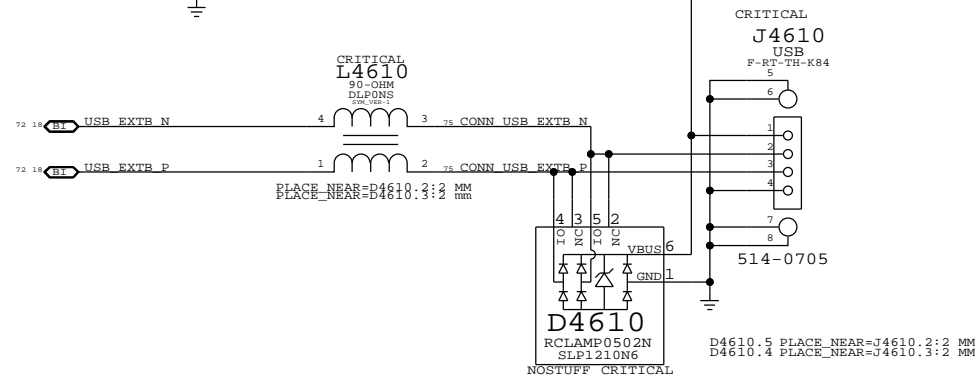 CRITICAL
J4610
USB
F-RT-TH-K84
5
6
CRITICAL
L4610
90-OHM
DLP0NS
SYM_VER-1
72 18 BI USB_EXTB_N 4 3 75 CONN_USB_EXTB_N
1
2
72 18 BI USB_EXTB_P 1 2 75 CONN_USB_EXTB_P
3
4
PLACE_NEAR=D4610.2:2 MM
PLACE_NEAR=D4610.3:2 mm
4 3 5 2
IO NC IO NC
7
8
VBUS 6
514-0705
GND 1
D4610
RCLAMP0502N
SLP1210N6
NOSTUFF CRITICAL
D4610.5 PLACE_NEAR=J4610.2:2 MM
D4610.4 PLACE_NEAR=J4610.3:2 MM